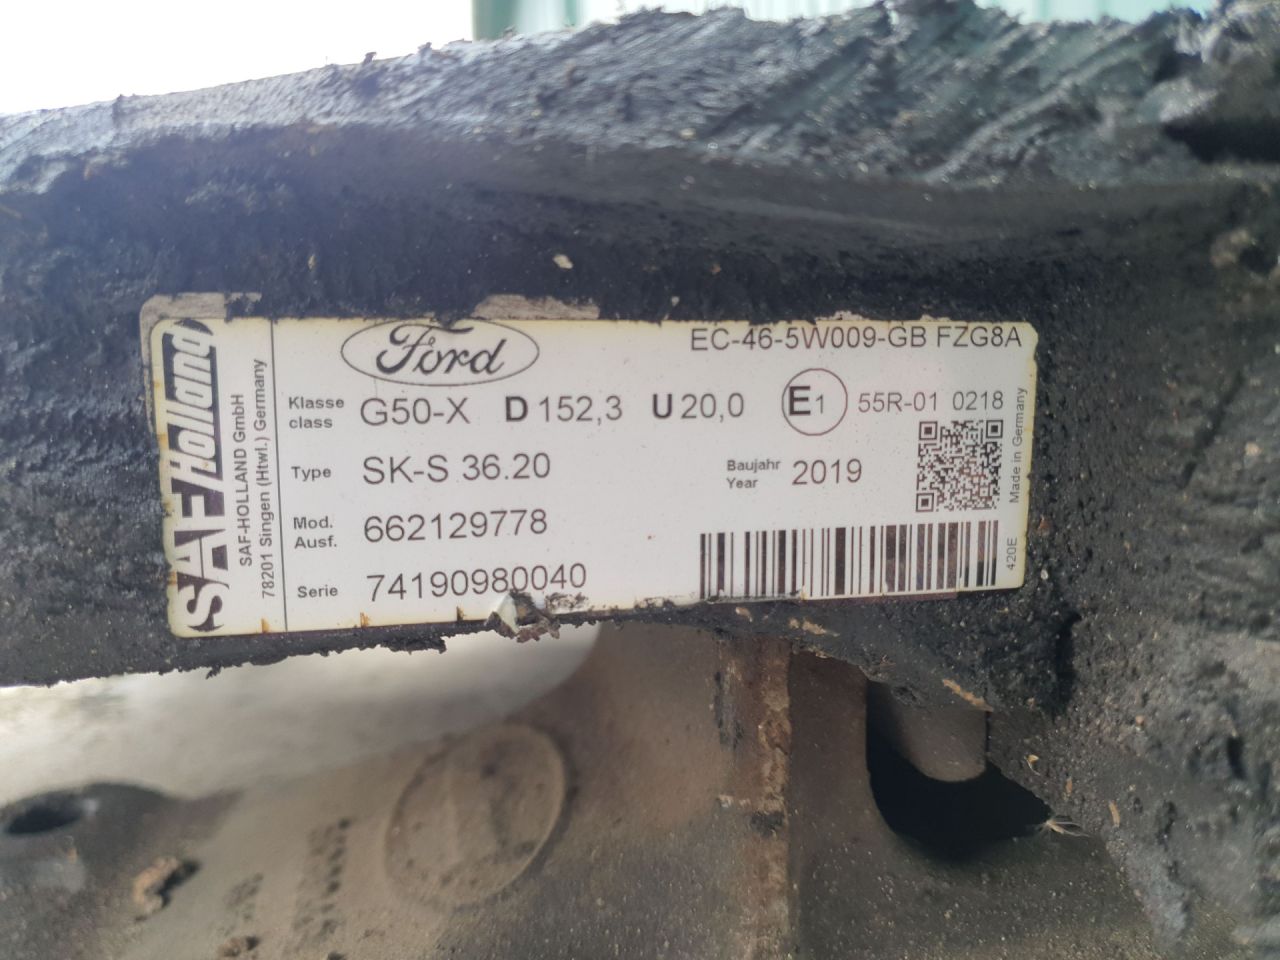 SAF Holland
SAF-HOLLAND GmbH
78201 Singen (Htwl.) Germany
Ford
EC-46-5W009-GB FZG8A
Klasse
class
G50-X D 152,3 U 20,0 E1 55R-01 0218
Type SK-S 36.20
Baujahr
Year
2019
Mod.
Ausf.
662129778
Serie 74190980040
Made in Germany
420E